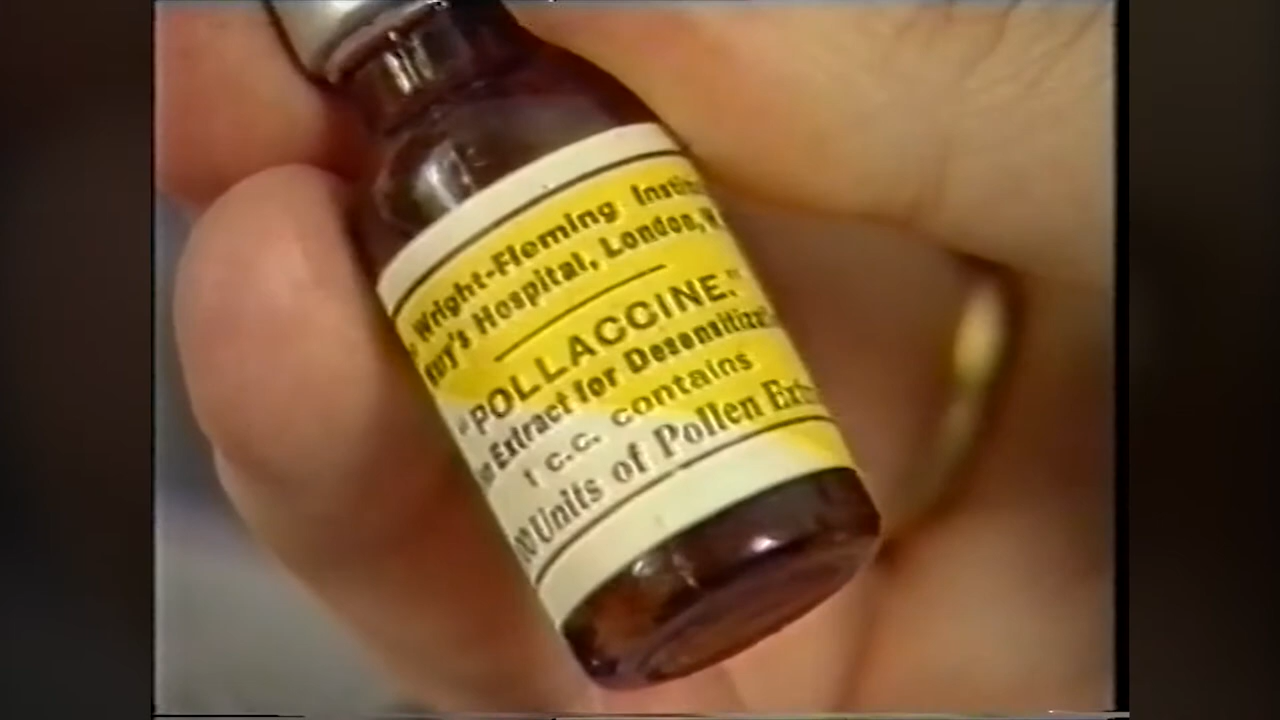 Wright-Fleming
Hospital, London, W.
"POLLACCINE."
Extract for
1 c.c. contains
Units of Pollen